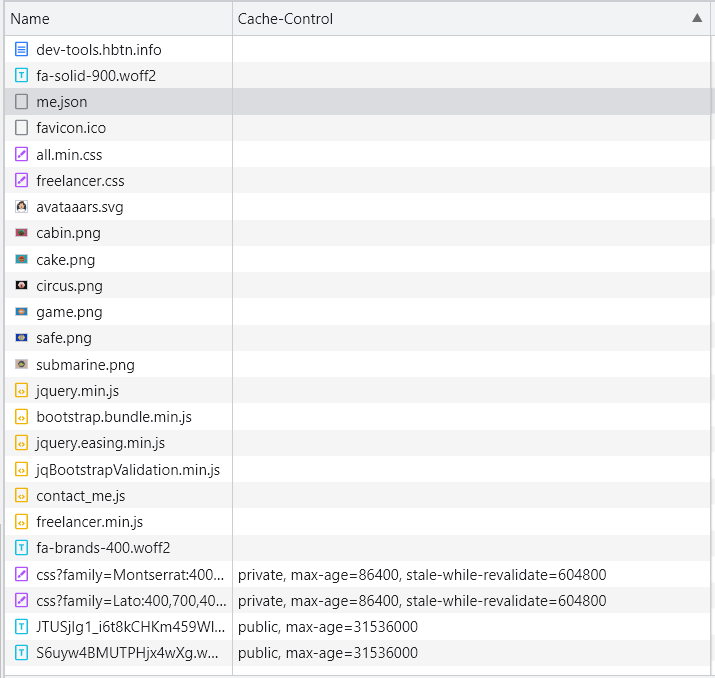 Name Cache-Control
dev-tools.hbtn.info
fa-solid-900.woff2
me.json
favicon.ico
all.min.css
freelancer.css
avataaars.svg
cabin.png
cake.png
circus.png
game.png
safe.png
submarine.png
jquery.min.js
bootstrap.bundle.min.js
jquery.easing.min.js
jqBootstrapValidation.min.js
contact_me.js
freelancer.min.js
fa-brands-400.woff2
css?family=Montserrat:400... private, max-age=86400, stale-while-revalidate=604800
css?family=Lato:400,700,40... private, max-age=86400, stale-while-revalidate=604800
JTUSjIg1_i6t8kCHKm459Wl... public, max-age=31536000
S6uyw4BMUTPHjx4wXg.w... public, max-age=31536000